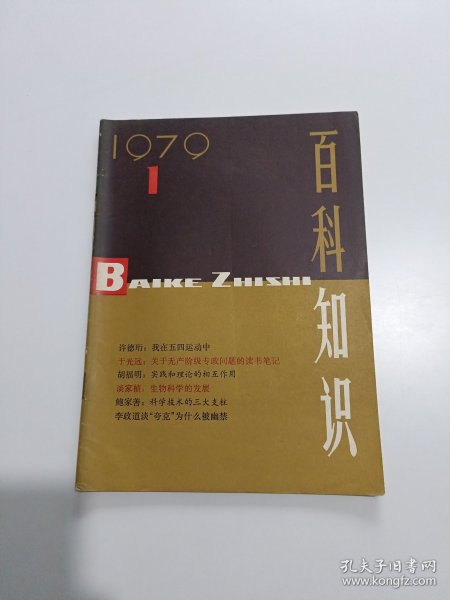 1979
1
百科知识
BAIKE ZHISHI
许德珩：我在五四运动中
于光远：关于无产阶级专政问题的读书笔记
胡福明：实践和理论的相互作用
谈家桢：生物科学的发展
鲍家善：科学技术的三大支柱
李政道谈“夸克”为什么被幽禁
孔夫子旧书网
www.kongfz.com